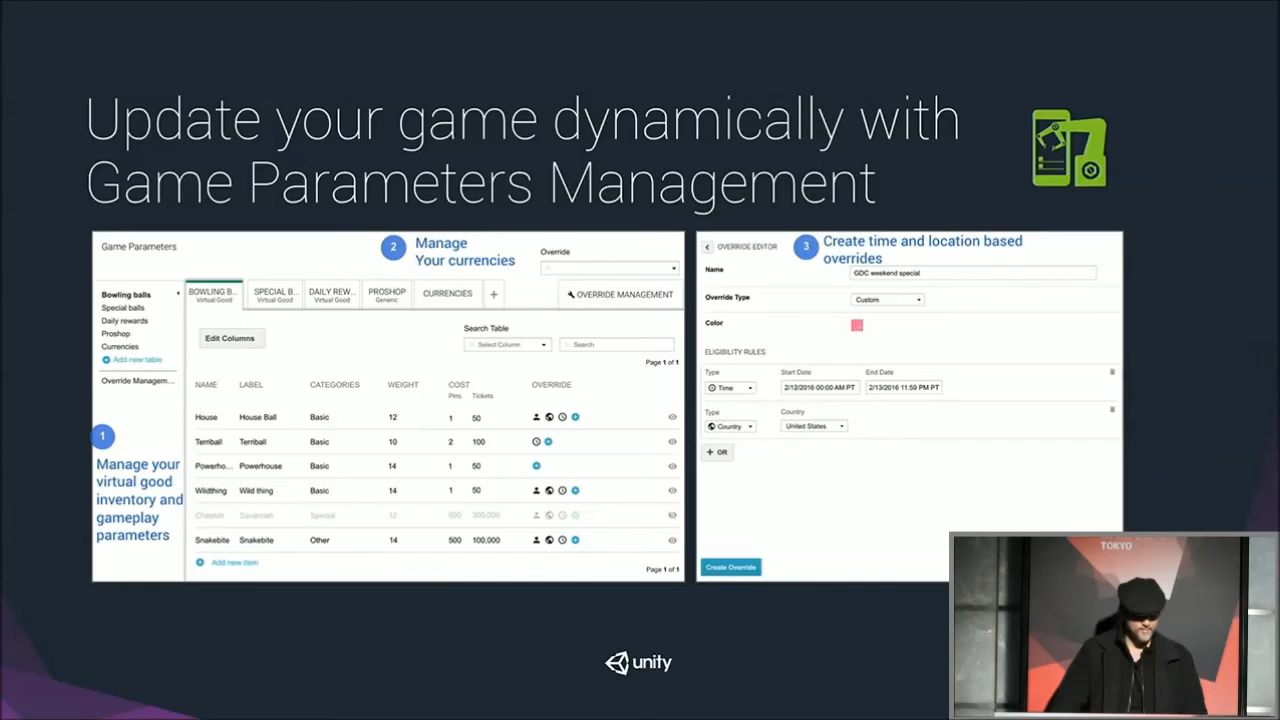 Update your game dynamically with
Game Parameters Management
Game Parameters
2
Manage
Your currencies
Override
Bowling balls
Special balls
Daily rewards
Proshop
Currencies
Add new table
Override Managem...
BOWLING B...
Virtual Good
SPECIAL B...
Virtual Good
DAILY REW...
Virtual Good
PROSHOP
Generic
CURRENCIES
+
OVERRIDE MANAGEMENT
Edit Columns
Search Table
Select Column
Search
Page 1 of 1
NAME LABEL CATEGORIES WEIGHT COST OVERRIDE
Pins Tickets
House House Ball Basic 12 1 50
Terriball Terriball Basic 10 2 100
Powerho... Powerhouse Basic 14 1 50
Wildthing Wild thing Basic 14 1 50
Cheetah Savannah Special 12 650 300,000
Snakebite Snakebite Other 14 500 100,000
Add new item
Page 1 of 1
1
Manage your
virtual good
inventory and
gameplay
parameters
OVERRIDE EDITOR
3
Create time and location based
overrides
Name GDC weekend special
Override Type Custom
Color
ELIGIBILITY RULES
Type Start Date End Date
Time 2/12/2016 00:00 AM PT 2/13/2016 11:59 PM PT
Type Country
Country United States
+ OR
Create Override
TOKYO
unity